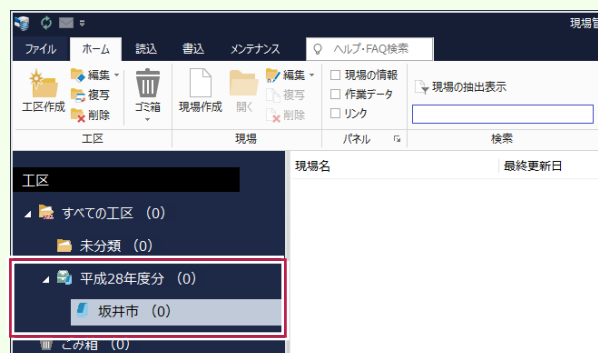 現場管
ファイル ホーム 読込 書込 メンテナンス ヘルプ・FAQ検索
工区作成 編集 複写 削除 ゴミ箱 現場作成 開く 編集 複写 削除 現場の情報 作業データ リンク 現場の抽出表示
工区 現場 パネル 検索
工区 現場名 最終更新日
すべての工区 (0)
未分類 (0)
平成28年度分 (0)
坂井市 (0)
ごみ箱 (0)